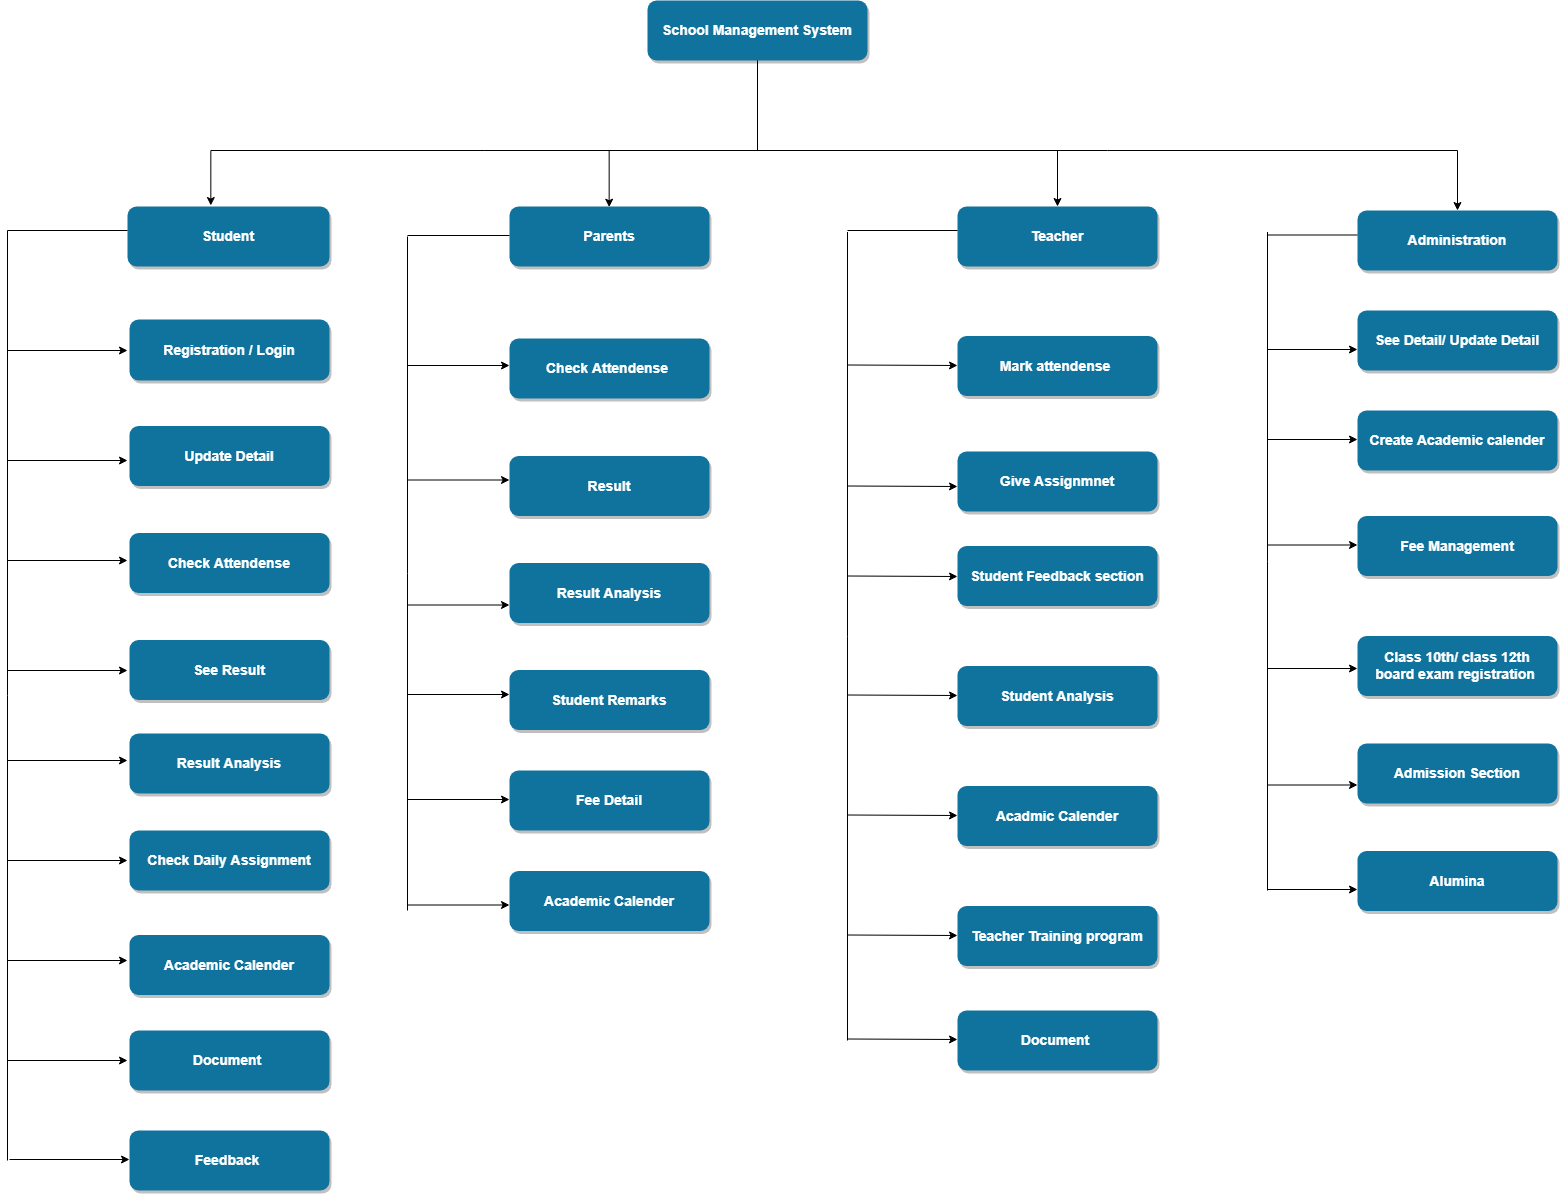 School Management System
Student
Registration / Login
Update Detail
Check Attendense
See Result
Result Analysis
Check Daily Assignment
Academic Calender
Document
Feedback
Parents
Check Attendense
Result
Result Analysis
Student Remarks
Fee Detail
Academic Calender
Teacher
Mark attendense
Give Assignmnet
Student Feedback section
Student Analysis
Acadmic Calender
Teacher Training program
Document
Administration
See Detail/ Update Detail
Create Academic calender
Fee Management
Class 10th/ class 12th
board exam registration
Admission Section
Alumina